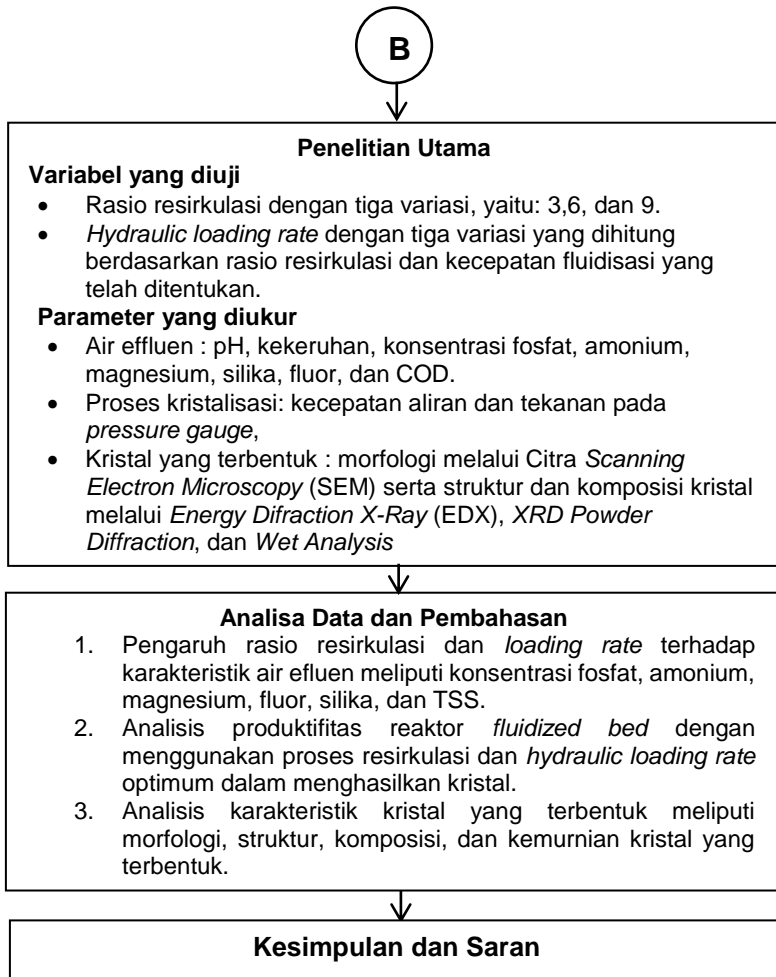 B
Penelitian Utama
Variabel yang diuji
• Rasio resirkulasi dengan tiga variasi, yaitu: 3,6, dan 9.
• Hydraulic loading rate dengan tiga variasi yang dihitung
berdasarkan rasio resirkulasi dan kecepatan fluidisasi yang
telah ditentukan.
Parameter yang diukur
• Air effluen : pH, kekeruhan, konsentrasi fosfat, amonium,
magnesium, silika, fluor, dan COD.
• Proses kristalisasi: kecepatan aliran dan tekanan pada
pressure gauge,
• Kristal yang terbentuk : morfologi melalui Citra Scanning
Electron Microscopy (SEM) serta struktur dan komposisi kristal
melalui Energy Difraction X-Ray (EDX), XRD Powder
Diffraction, dan Wet Analysis
Analisa Data dan Pembahasan
1. Pengaruh rasio resirkulasi dan loading rate terhadap
karakteristik air efluen meliputi konsentrasi fosfat, amonium,
magnesium, fluor, silika, dan TSS.
2. Analisis produktifitas reaktor fluidized bed dengan
menggunakan proses resirkulasi dan hydraulic loading rate
optimum dalam menghasilkan kristal.
3. Analisis karakteristik kristal yang terbentuk meliputi
morfologi, struktur, komposisi, dan kemurnian kristal yang
terbentuk.
Kesimpulan dan Saran